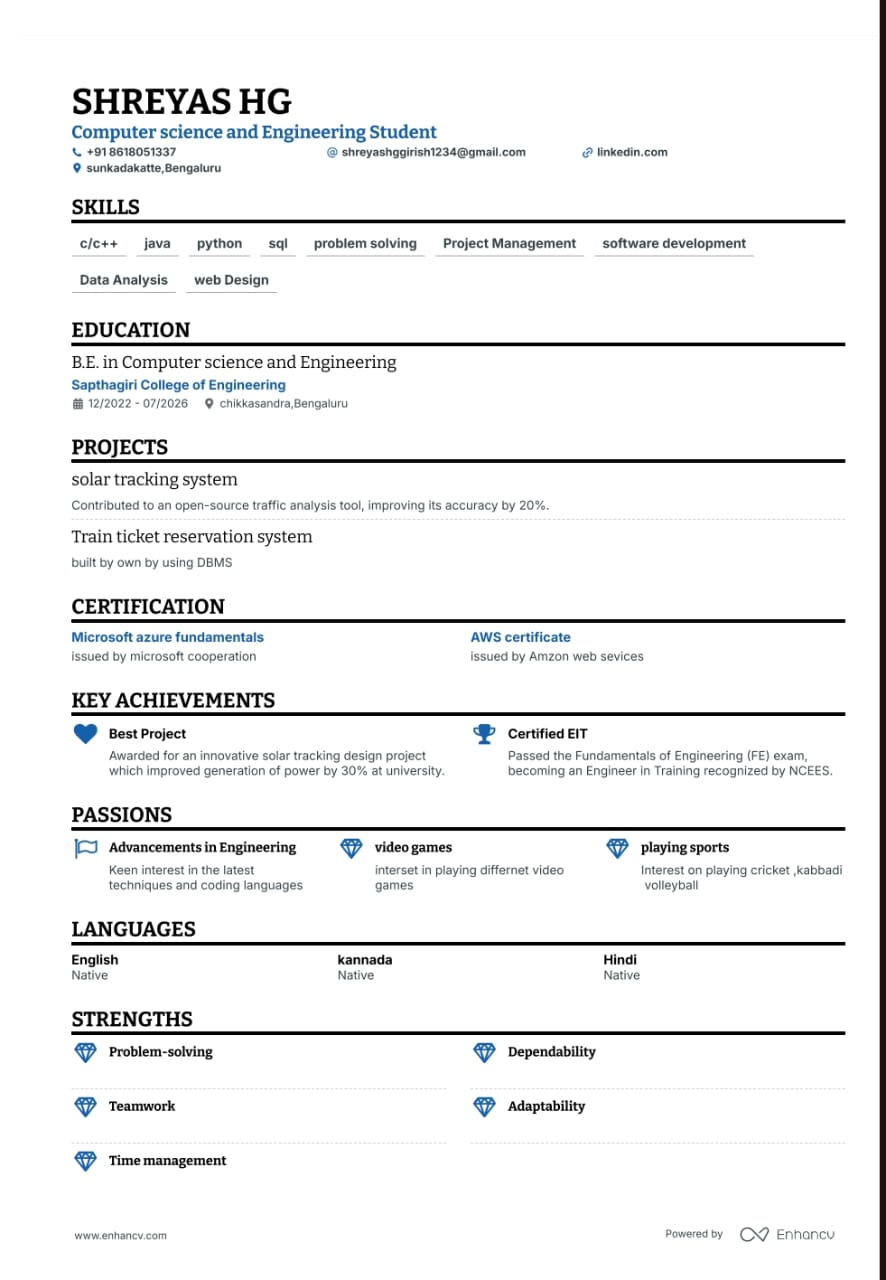 SHREYAS HG
Computer science and Engineering Student
+91 8618051337 @ shreyashggirish1234@gmail.com linkedin.com
sunkadakatte,Bengaluru
SKILLS
c/c++ java python sql problem solving Project Management software development
Data Analysis web Design
EDUCATION
B.E. in Computer science and Engineering
Sapthagiri College of Engineering
12/2022 - 07/2026 chikkasandra,Bengaluru
PROJECTS
solar tracking system
Contributed to an open-source traffic analysis tool, improving its accuracy by 20%.
Train ticket reservation system
built by own by using DBMS
CERTIFICATION
Microsoft azure fundamentals AWS certificate
issued by microsoft cooperation issued by Amzon web sevices
KEY ACHIEVEMENTS
Best Project
Awarded for an innovative solar tracking design project
which improved generation of power by 30% at university.
Certified EIT
Passed the Fundamentals of Engineering (FE) exam,
becoming an Engineer in Training recognized by NCEES.
PASSIONS
Advancements in Engineering
Keen interest in the latest
techniques and coding languages
video games
interset in playing differnet video
games
playing sports
Interest on playing cricket ,kabbadi
volleyball
LANGUAGES
English kannada Hindi
Native Native Native
STRENGTHS
Problem-solving Dependability
Teamwork Adaptability
Time management
www.enhancv.com Powered by Enhancv